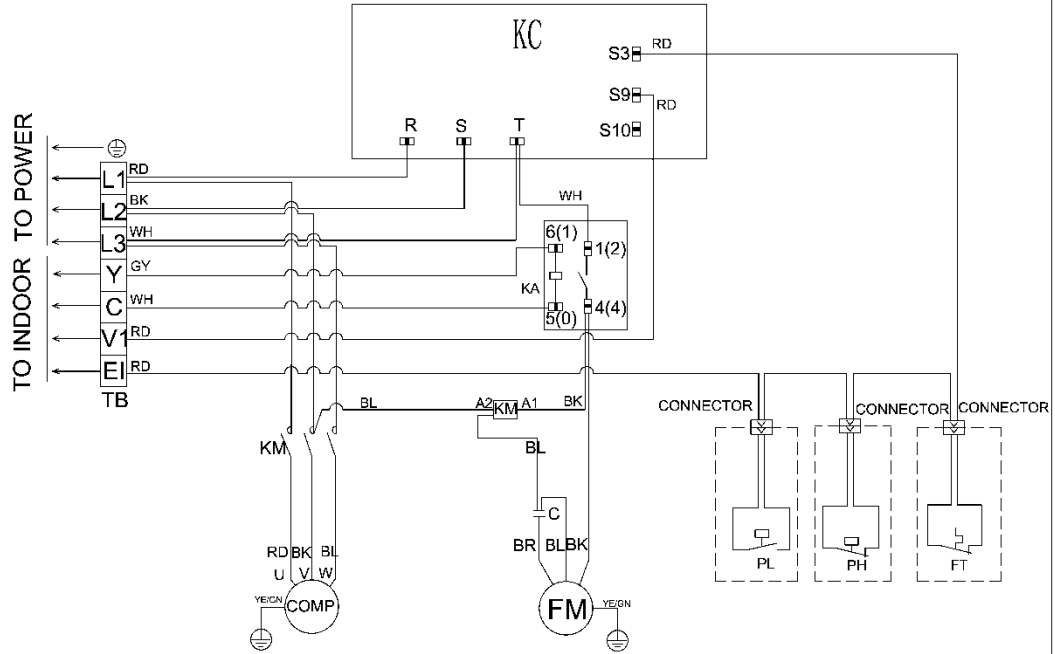 KC
S3
RD
S9
RD
S10
R
S
T
TO POWER
L1
RD
L2
BK
L3
WH
WH
6(1)
1(2)
KA
5(0)
4(4)
TO INDOOR
Y
GY
C
WH
V1
RD
EI
RD
TB
BL
A2
KM
A1
BK
CONNECTOR
CONNECTOR
CONNECTOR
KM
BL
C
BR
BL
BK
RD
BK
BL
U
V
W
YE/GN
COMP
FM
YE/GN
PL
PH
FT